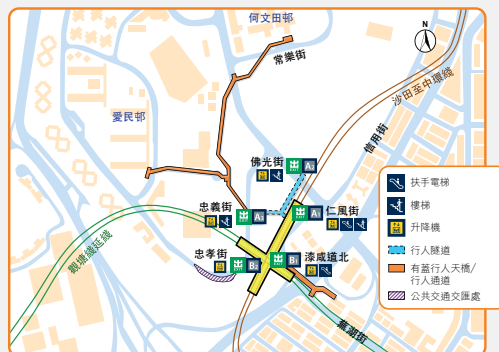 何文田邨
N
常樂街
沙田至中環綫
愛民邨
信用街
佛光街
A₂
忠義街
A₃
A₁
仁風街
忠孝街
B₂
B₁
漆咸道北
觀塘綫延綫
蕪湖街
扶手電梯
樓梯
升降機
行人隧道
有蓋行人天橋/
行人通道
公共交通交匯處